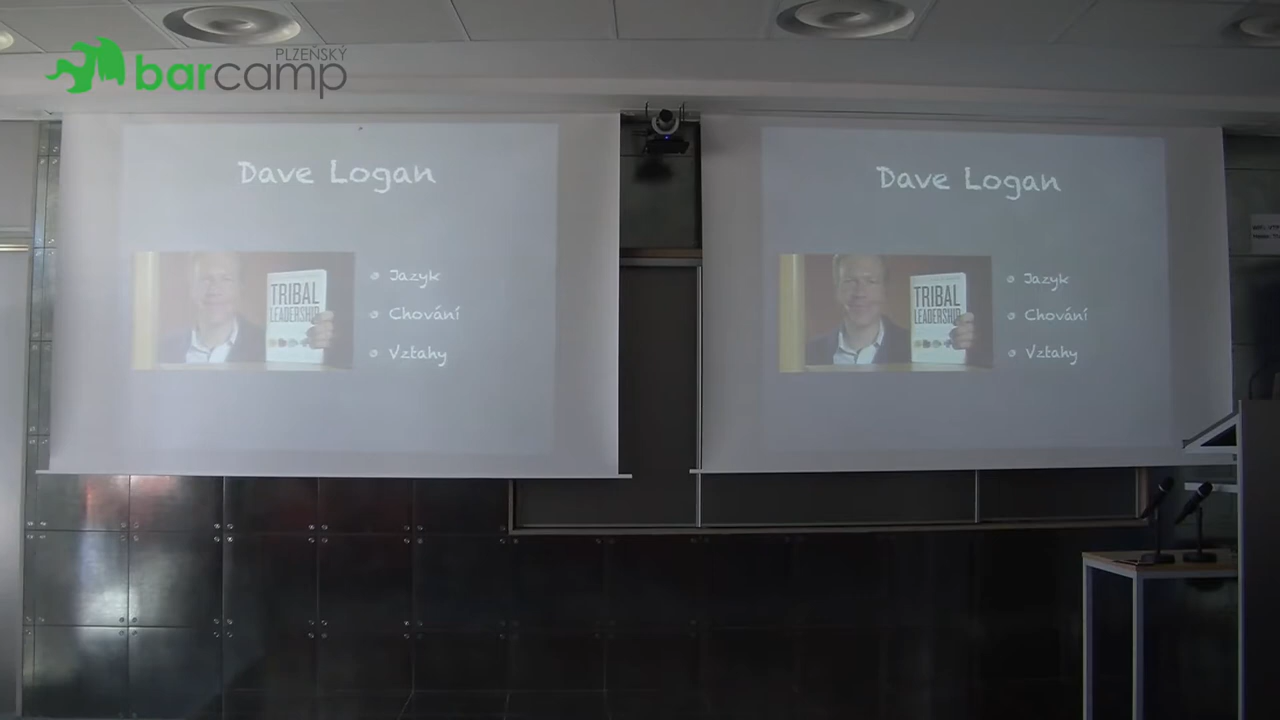 PLZEŇSKÝ
barcamp
Dave Logan
TRIBAL
LEADERSHIP
Jazyk
Chování
Vztahy
Dave Logan
TRIBAL
LEADERSHIP
Jazyk
Chování
Vztahy